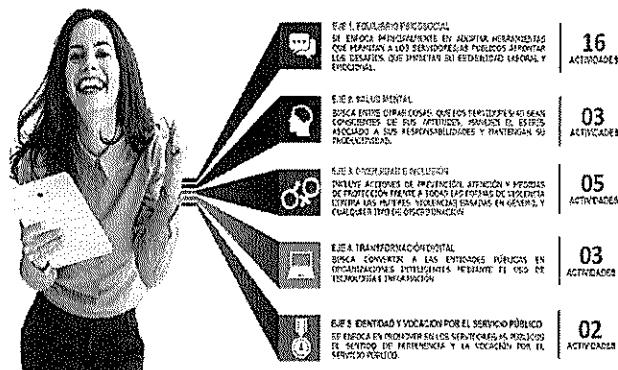 EJE 1. EQUILIBRIO PSICOSOCIAL
SE ENFOCA PRINCIPALMENTE EN ADOPTAR HERRAMIENTAS
QUE PERMITAN A LOS SERVIDORES/AS PÚBLICOS AFRONTAR
LOS DESAFÍOS QUE IMPACTAN SU ESTABILIDAD LABORAL Y
EMOCIONAL.
16
ACTIVIDADES
EJE 2. SALUD MENTAL
BUSCA ENTRE OTRAS COSAS, QUE LOS SERVIDORES/AS SEAN
CONSCIENTES DE SUS APTITUDES, MANEJEN EL ESTRÉS
ASOCIADO A SUS RESPONSABILIDADES Y MANTENGAN SU
PRODUCTIVIDAD.
03
ACTIVIDADES
EJE 3. DIVERSIDAD E INCLUSIÓN
INCLUYE ACCIONES DE PREVENCIÓN, ATENCIÓN Y MEDIDAS
DE PROTECCIÓN FRENTE A TODAS LAS FORMAS DE VIOLENCIA
CONTRA LAS MUJERES, VIOLENCIAS BASADAS EN GÉNERO, Y
CUALQUIER TIPO DE DISCRIMINACIÓN
05
ACTIVIDADES
EJE 4. TRANSFORMACIÓN DIGITAL
BUSCA CONVERTIR A LAS ENTIDADES PÚBLICAS EN
ORGANIZACIONES INTELIGENTES MEDIANTE EL USO DE
TECNOLOGÍAS E INFORMACIÓN
03
ACTIVIDADES
EJE 5 IDENTIDAD Y VOCACIÓN POR EL SERVICIO PÚBLICO
SE ENFOCA EN PROMOVER EN LOS SERVIDORES/AS PÚBLICOS
EL SENTIDO DE PERTENENCIA Y LA VOCACIÓN POR EL
SERVICIO PÚBLICO.
02
ACTIVIDADES